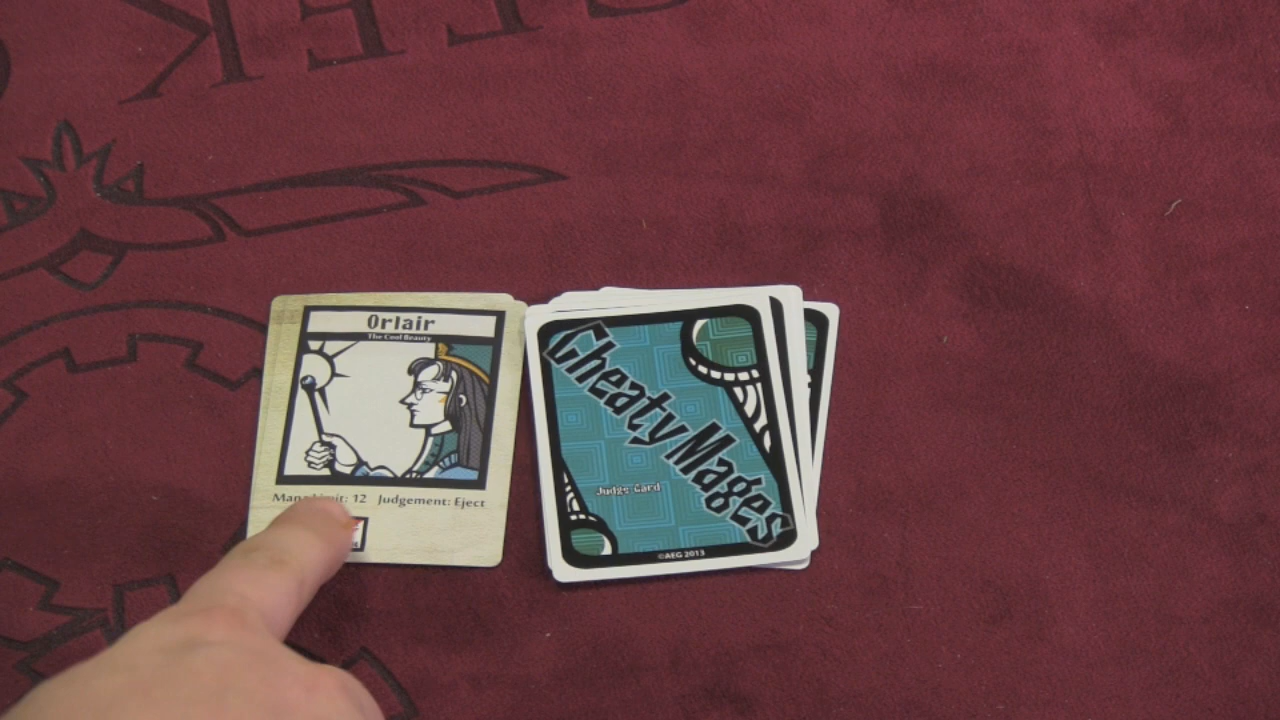 Orlair
The Cool Beauty
Mana Limit: 12 Judgement: Eject
Cheaty Mages
Judge Card
©AEG 2013